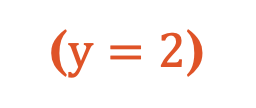 (y = 2)